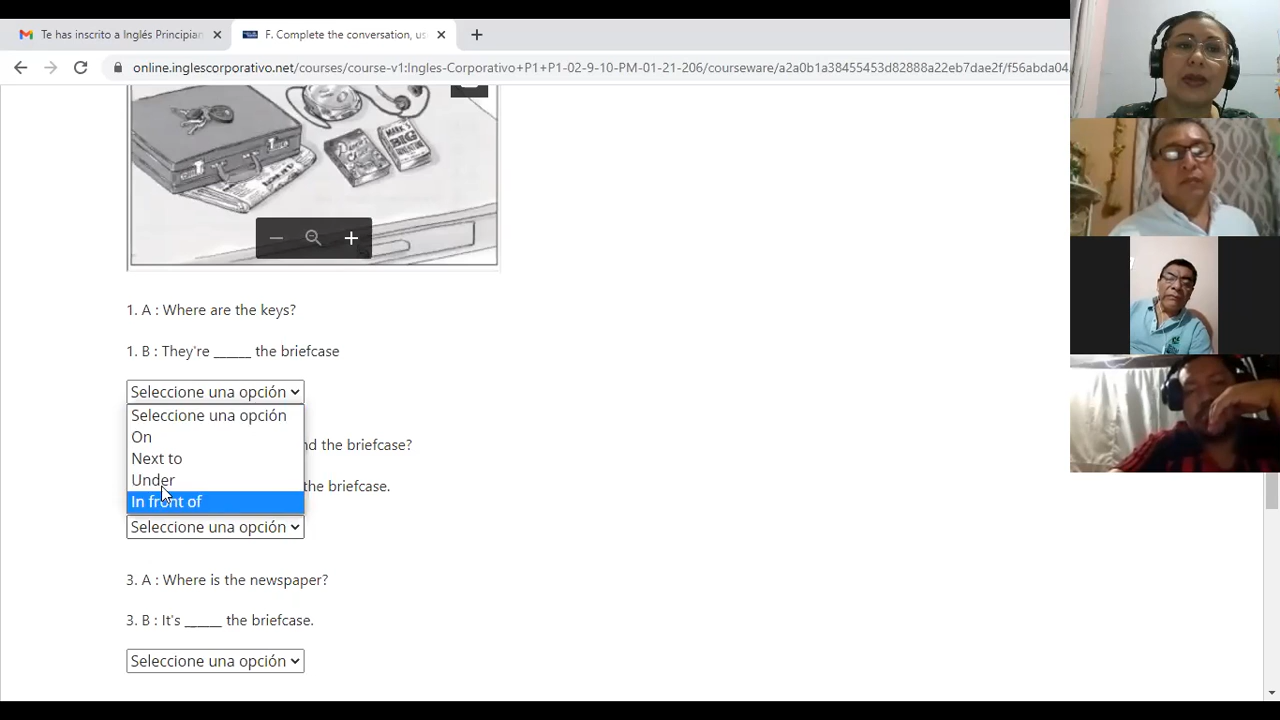 Te has inscrito a Inglés Principian
F. Complete the conversation, us
online.inglescorporativo.net/courses/course-v1:Ingles-Corporativo+P1+P1-02-9-10-PM-01-21-206/courseware/a2a0b1a38455453d82888a22eb7dae2f/f56abda04
1. A : Where are the keys?
1. B : They're _____ the briefcase
Seleccione una opción
Seleccione una opción
On
Next to
Under
In front of
nd the briefcase?
the briefcase.
Seleccione una opción
3. A : Where is the newspaper?
3. B : It's _____ the briefcase.
Seleccione una opción